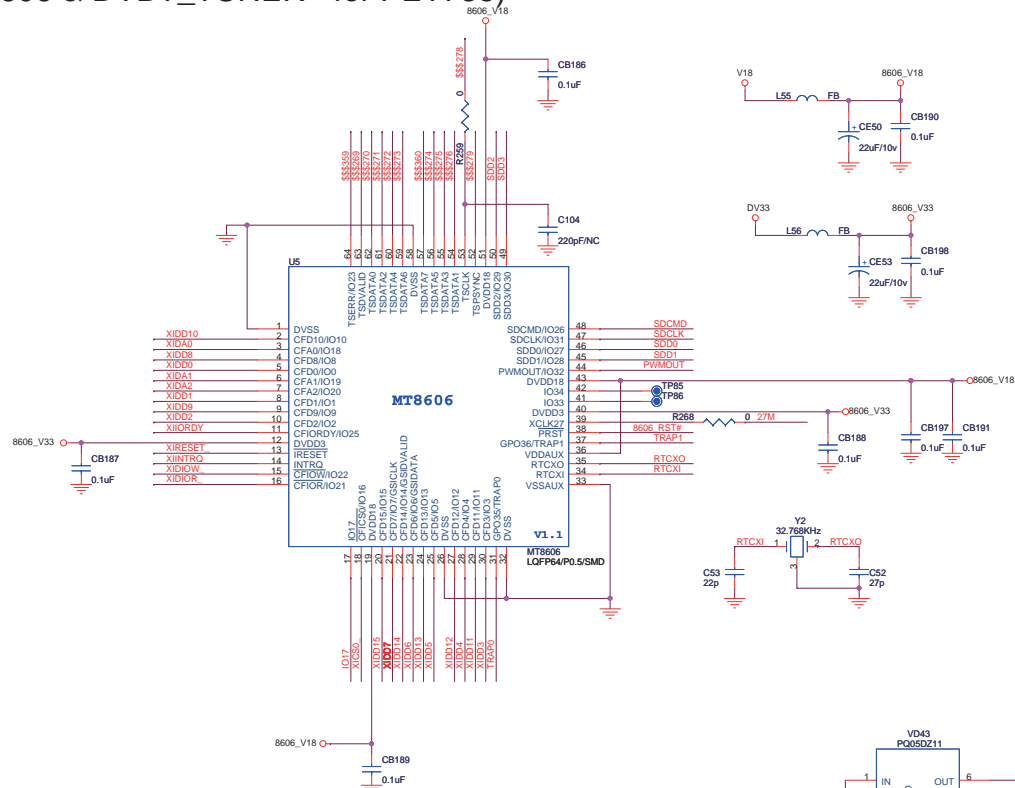 8606_V18
$$$278
CB186
0.1uF
0
R259
$$$359
$$$269
$$$270
$$$271
$$$272
$$$273
$$$360
$$$274
$$$275
$$$276
$$$279
SDD2
SDD3
C104
220pF/NC
V18
L55
FB
8606_V18
CE50
22uF/10v
CB190
0.1uF
DV33
L56
FB
8606_V33
CE53
22uF/10v
CB198
0.1uF
U5
64
63
62
61
60
59
58
57
56
55
54
53
52
51
50
49
TSERR/IO23
TSDVALID
TSDATA0
TSDATA2
TSDATA4
TSDATA6
DVSS
TSDATA7
TSDATA5
TSDATA3
TSDATA1
TSCLK
TSPSYNC
DVDD18
SDD2/IO29
SDD3/IO30
1 DVSS
XIDD10 2 CFD10/IO10
XIDA0 3 CFA0/IO18
XIDD8 4 CFD8/IO8
XIDD0 5 CFD0/IO0
XIDA1 6 CFA1/IO19
XIDA2 7 CFA2/IO20
XIDD1 8 CFD1/IO1
XIDD9 9 CFD9/IO9
XIDD2 10 CFD2/IO2
XIIORDY 11 CFIORDY/IO25
8606_V33 12 DVDD3
XIRESET_ 13 IRESET
XIINTRQ 14 INTRQ
XIDIOW_ 15 CFIOW/IO22
XIDIOR_ 16 CFIOR/IO21
CB187
0.1uF
MT8606
SDCMD/IO26 48 SDCMD
SDCLK/IO31 47 SDCLK
SDD0/IO27 46 SDD0
SDD1/IO28 45 SDD1
PWMOUT/IO32 44 PWMOUT
DVDD18 43 8606_V18
IO34 42 TP85
IO33 41 TP86
DVDD3 40 8606_V33
XCLK27 39 R268 0 27M
PRST 38 8606_RST#
GPO36/TRAP1 37 TRAP1
VDDAUX 36
RTCXO 35 RTCXO
RTCXI 34 RTCXI
VSSAUX 33
CB188
0.1uF
CB197
0.1uF
CB191
0.1uF
IO17
CFICS0/IO16
DVDD18
CFD15/IO15
CFD7/IO7/GSICLK
CFD14/IO14/GSIDVALID
CFD6/IO6/GSIDATA
CFD13/IO13
CFD5/IO5
DVSS
CFD12/IO12
CFD4/IO4
CFD11/IO11
CFD3/IO3
GPO35/TRAP0
DVSS
V1.1
MT8606
LQFP64/P0.5/SMD
17
18
19
20
21
22
23
24
25
26
27
28
29
30
31
32
IO17
XICS0_
XIDD15
XIDD7
XIDD14
XIDD6
XIDD13
XIDD5
XIDD12
XIDD4
XIDD11
XIDD3
TRAP0
Y2
32.768KHz
RTCXI 1 2 RTCXO
3
C53
22p
C52
27p
8606_V18
CB189
0.1uF
VD43
PQ05DZ11
1 IN OUT 6